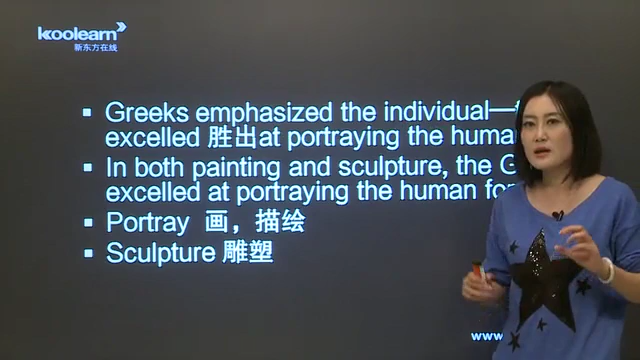 koolearn
新东方在线
Greeks emphasized the individual—
excelled 胜出at portraying the human
In both painting and sculpture, the G
excelled at portraying the human for
Portray 画，描绘
Sculpture 雕塑
www